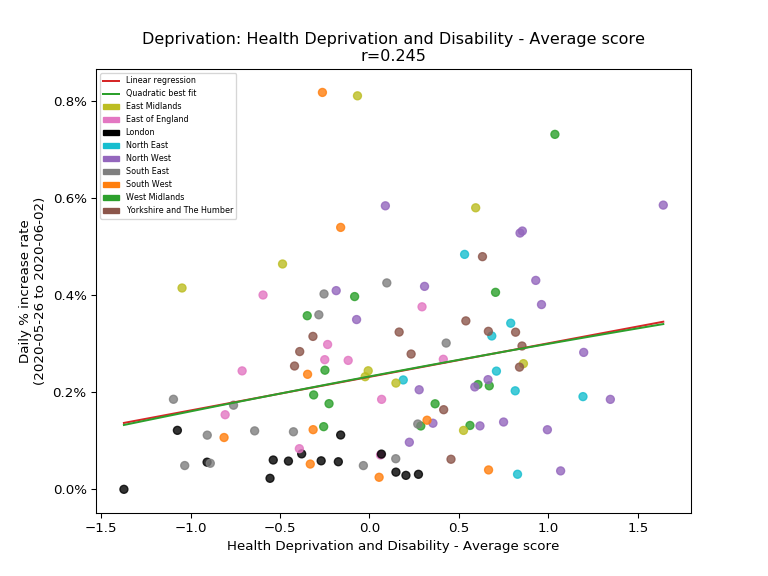 Deprivation: Health Deprivation and Disability - Average score
r=0.245
Linear regression
Quadratic best fit
East Midlands
East of England
London
North East
North West
South East
South West
West Midlands
Yorkshire and The Humber
0.8%
0.6%
0.4%
0.2%
0.0%
Daily % increase rate
(2020-05-26 to 2020-06-02)
−1.5 −1.0 −0.5 0.0 0.5 1.0 1.5
Health Deprivation and Disability - Average score